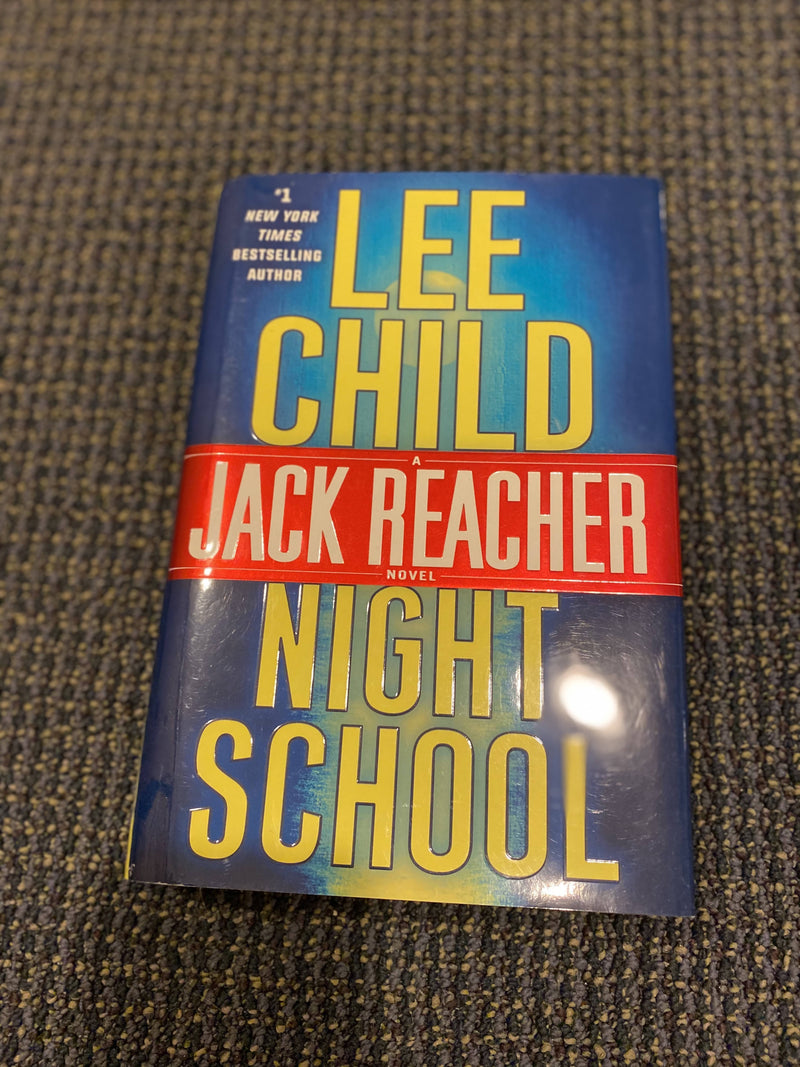 #1
NEW YORK
TIMES
BESTSELLING
AUTHOR
LEE
CHILD
A
JACK REACHER
NOVEL
NIGHT
SCHOOL